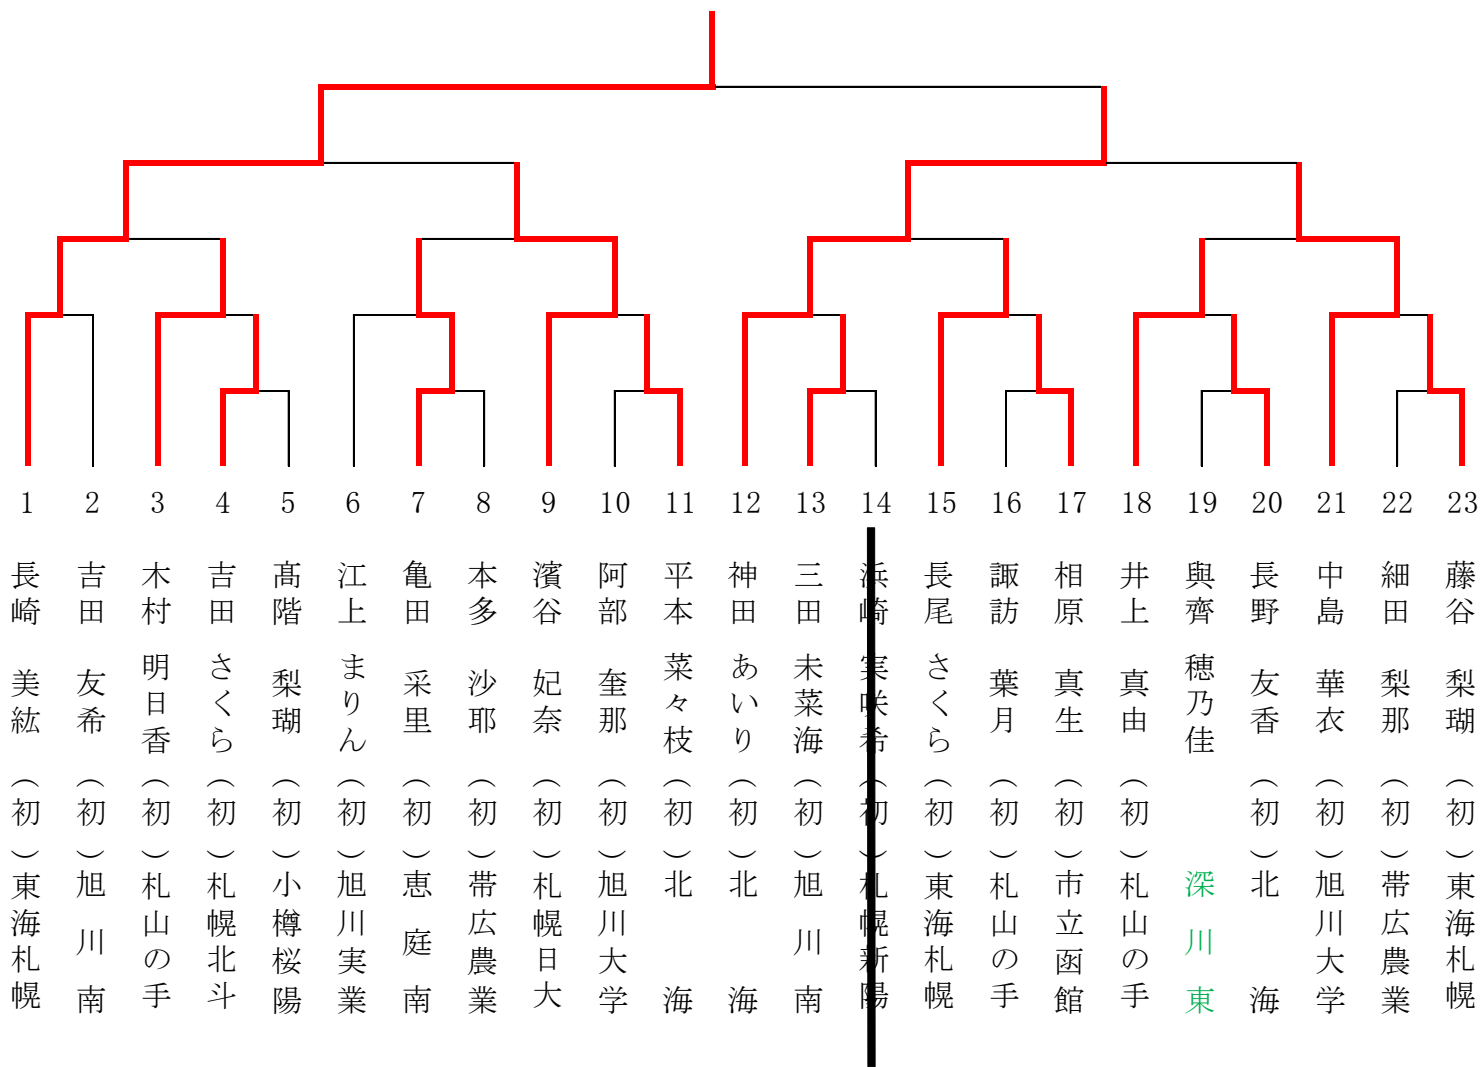 1 2 3 4 5 6 7 8 9 10 11 12 13 14 15 16 17 18 19 20 21 22 23
長崎 美紘 (初) 東海札幌
吉田 友希 (初) 旭川南
木村 明日香 (初) 札山の手
吉田 さくら (初) 札幌北斗
髙階 梨瑚 (初) 小樽桜陽
江上 まりん (初) 旭川実業
亀田 采里 (初) 恵庭南
本多 沙耶 (初) 帯広農業
濱谷 妃奈 (初) 札幌日大
阿部 奎那 (初) 旭川大学
平本 菜々枝 (初) 北海
神田 あいり (初) 北海
三田 未菜海 (初) 旭川南
浜崎 実咲希 (初) 札幌新陽
長尾 さくら (初) 東海札幌
諏訪 葉月 (初) 札山の手
相原 真生 (初) 市立函館
井上 真由 (初) 札山の手
與齊 穂乃佳 深川東
長野 友香 (初) 北海
中島 華衣 (初) 旭川大学
細田 梨那 (初) 帯広農業
藤谷 梨瑚 (初) 東海札幌